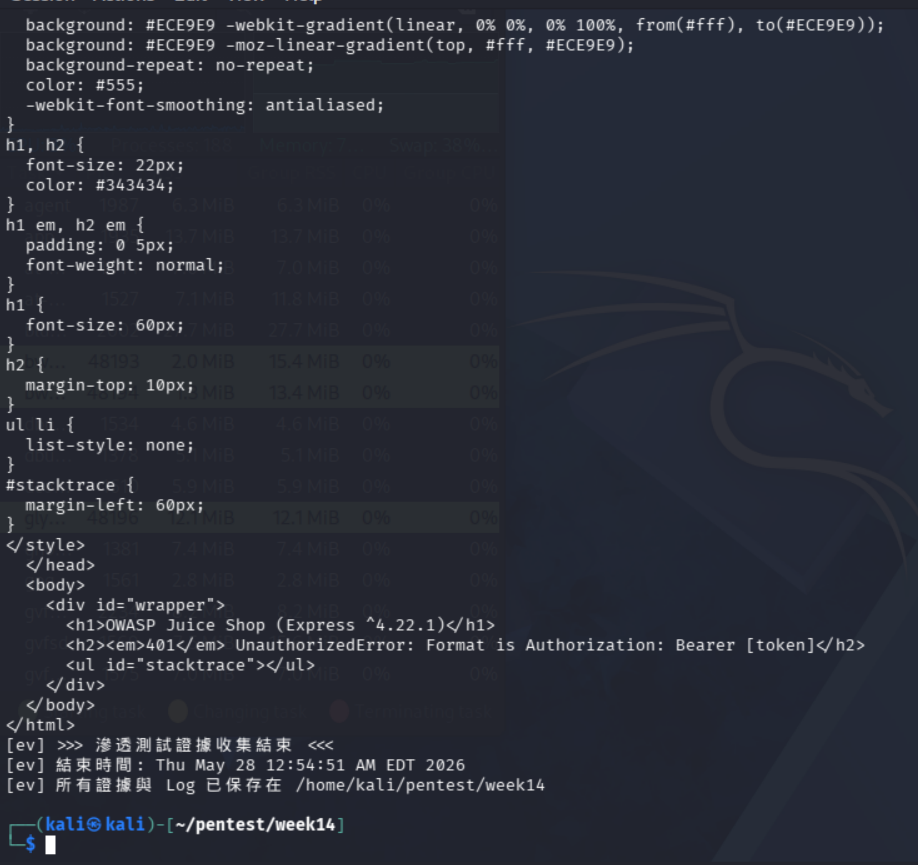 background: #ECE9E9 -webkit-gradient(linear, 0% 0%, 0% 100%, from(#fff), to(#ECE9E9));
  background: #ECE9E9 -moz-linear-gradient(top, #fff, #ECE9E9);
  background-repeat: no-repeat;
  color: #555;
  -webkit-font-smoothing: antialiased;
}
h1, h2 {
  font-size: 22px;
  color: #343434;
}
h1 em, h2 em {
  padding: 0 5px;
  font-weight: normal;
}
h1 {
  font-size: 60px;
}
h2 {
  margin-top: 10px;
}
ul li {
  list-style: none;
}
#stacktrace {
  margin-left: 60px;
}
</style>
  </head>
  <body>
    <div id="wrapper">
      <h1>OWASP Juice Shop (Express ^4.22.1)</h1>
      <h2><em>401</em> UnauthorizedError: Format is Authorization: Bearer [token]</h2>
      <ul id="stacktrace"></ul>
    </div>
  </body>
</html>
[ev] >>> 滲透測試證據收集結束 <<<
[ev] 結束時間: Thu May 28 12:54:51 AM EDT 2026
[ev] 所有證據與 Log 已保存在 /home/kali/pentest/week14
┌──(kali㉿kali)-[~/pentest/week14]
└─$